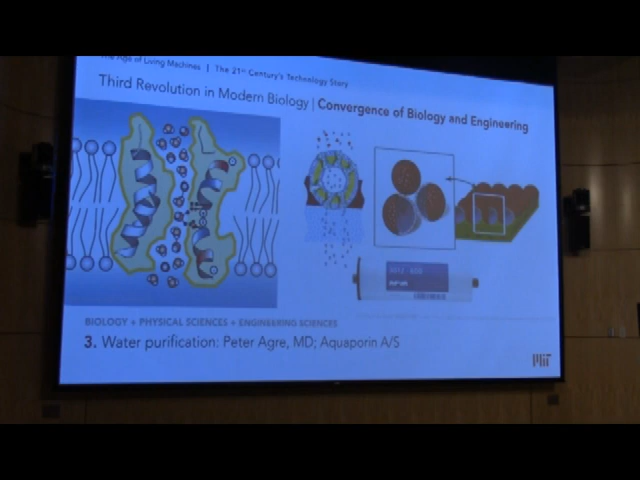 The Age of Living Machines | The 21st Century's Technology Story
Third Revolution in Modern Biology | Convergence of Biology and Engineering
BIOLOGY + PHYSICAL SCIENCES + ENGINEERING SCIENCES
3. Water purification: Peter Agre, MD; Aquaporin A/S
MIT